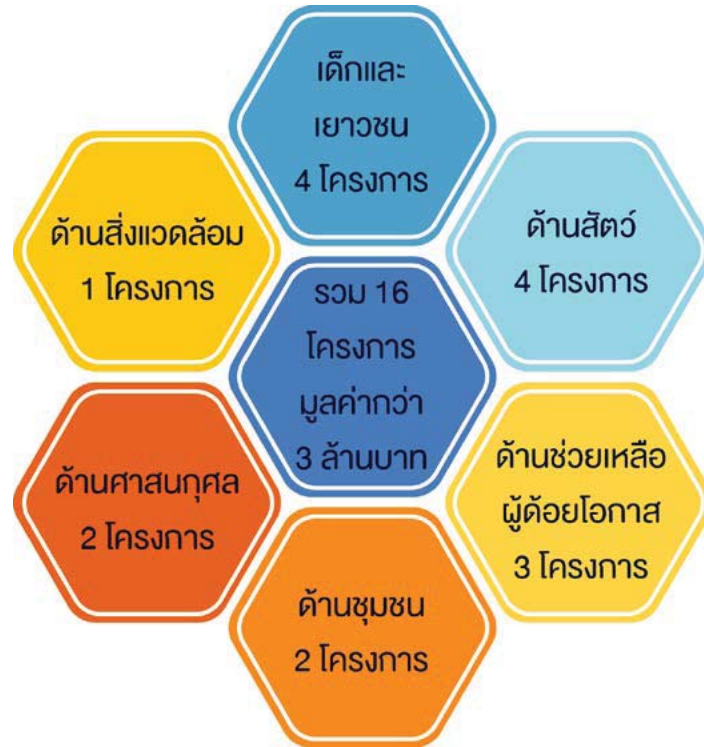 เด็กและ
เยาวชน
4 โครงการ
ด้านสิ่งแวดล้อม
1 โครงการ
ด้านสัตว์
4 โครงการ
รวม 16
โครงการ
มูลค่ากว่า
3 ล้านบาท
ด้านศาสนกุศล
2 โครงการ
ด้านช่วยเหลือ
ผู้ด้อยโอกาส
3 โครงการ
ด้านชุมชน
2 โครงการ